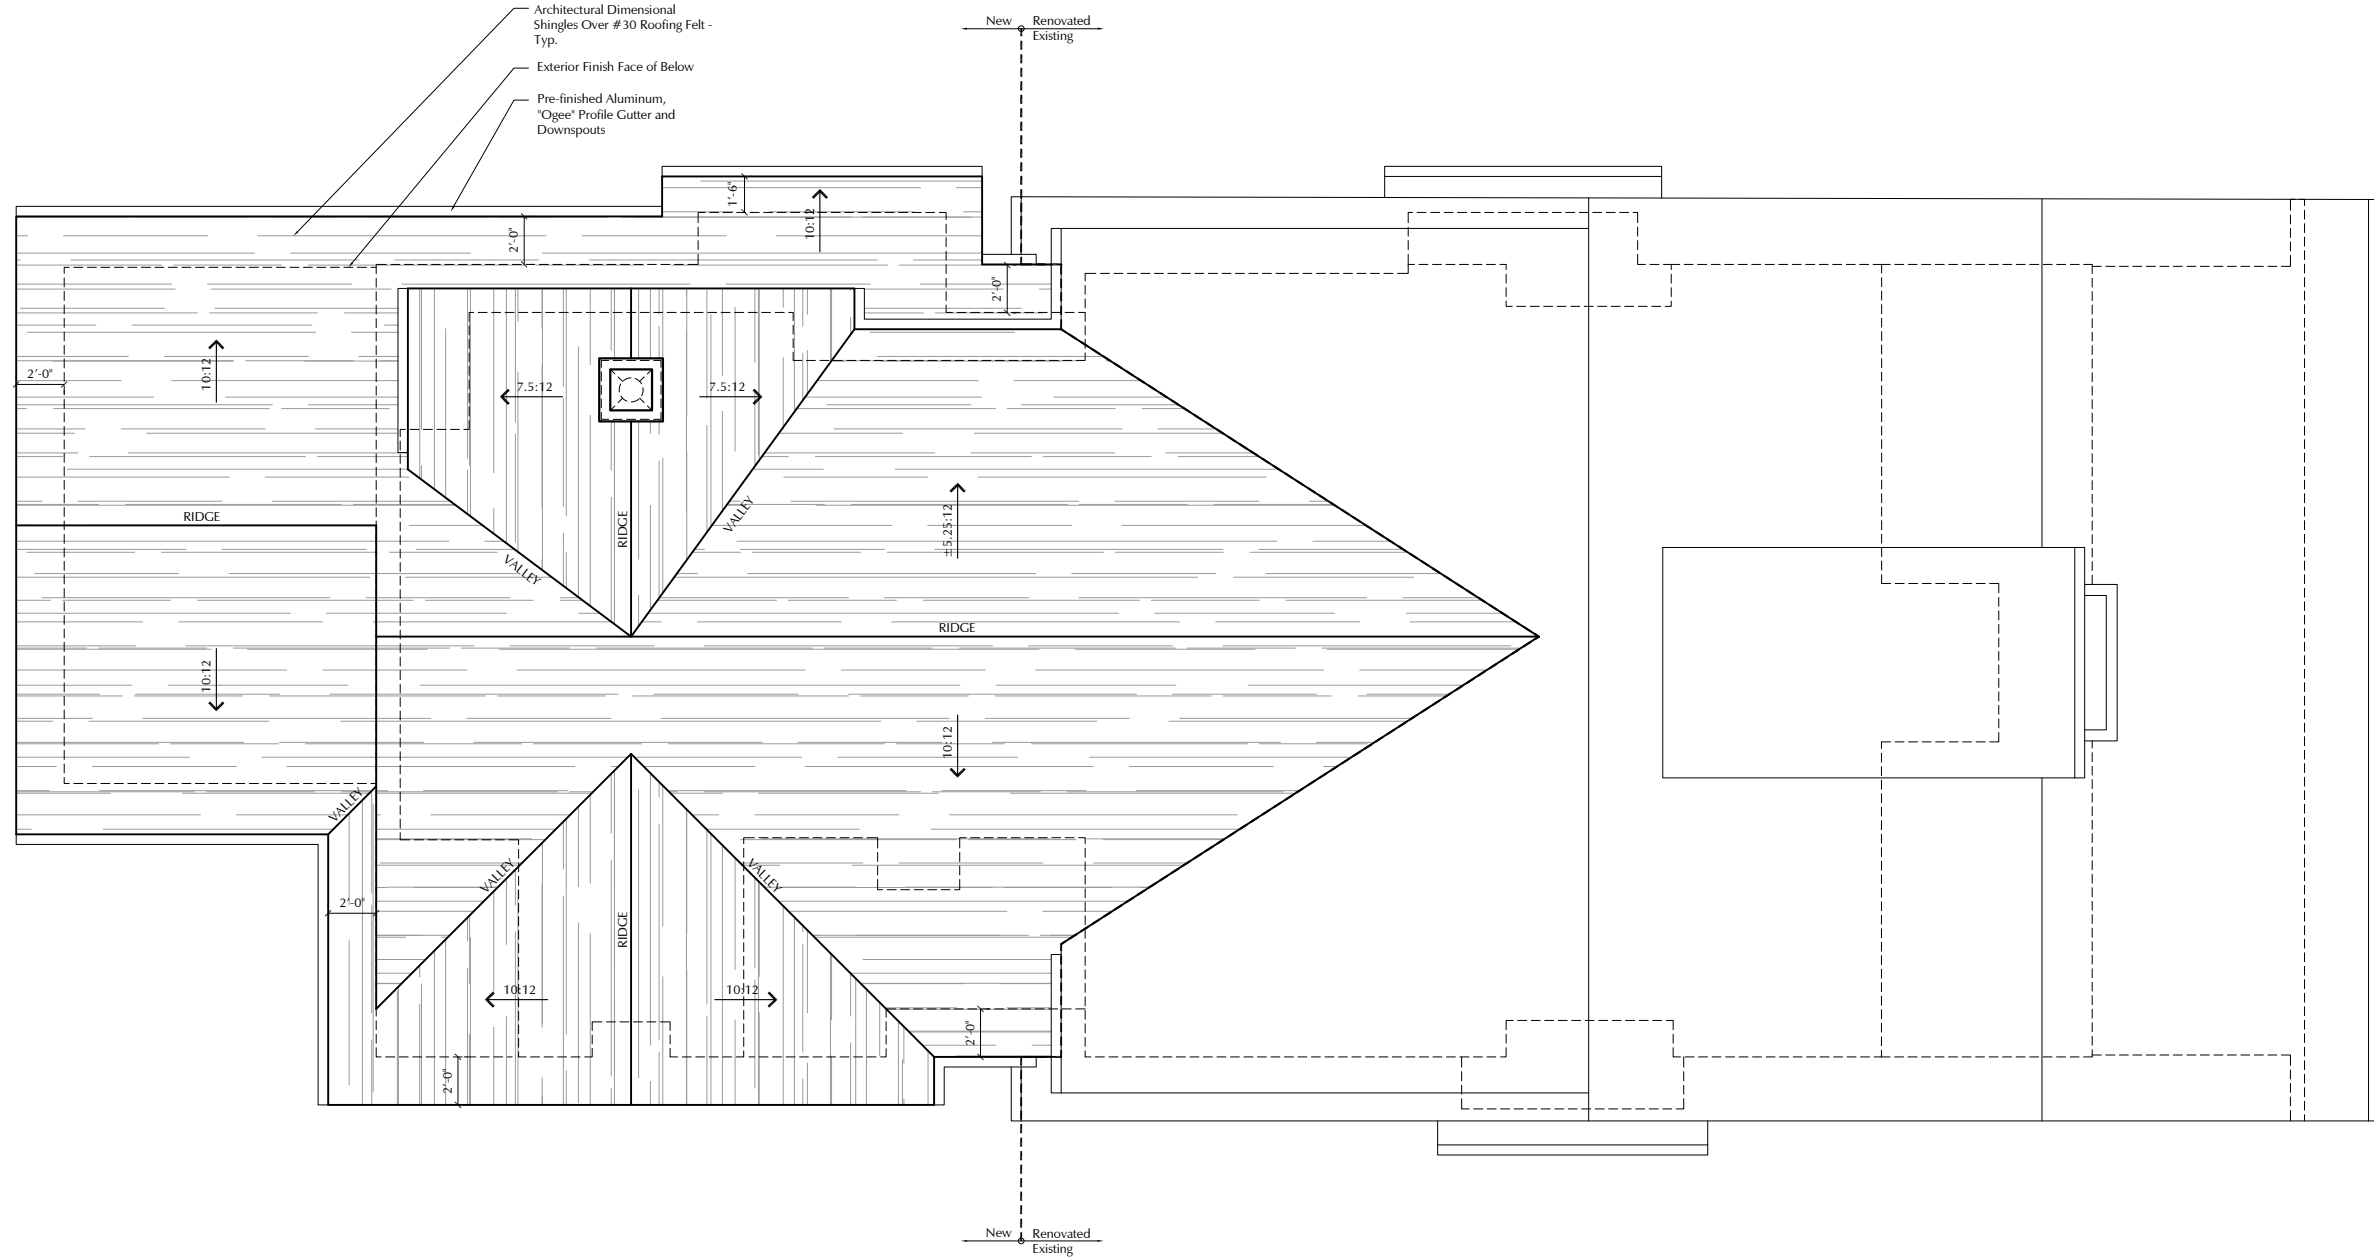 Architectural Dimensional
Shingles Over #30 Roofing Felt -
Typ.
Exterior Finish Face of Below
Pre-finished Aluminum,
"Ogee" Profile Gutter and
Downspouts
New
Renovated
Existing
1'-6"
10:12
2'-0"
2'-0"
10:12
2'-0"
7.5:12
7.5:12
RIDGE
RIDGE
VALLEY
VALLEY
±5.25:12
RIDGE
10:12
10:12
VALLEY
VALLEY
VALLEY
2'-0"
RIDGE
10:12
10:12
2'-0"
2'-0"
New
Renovated
Existing